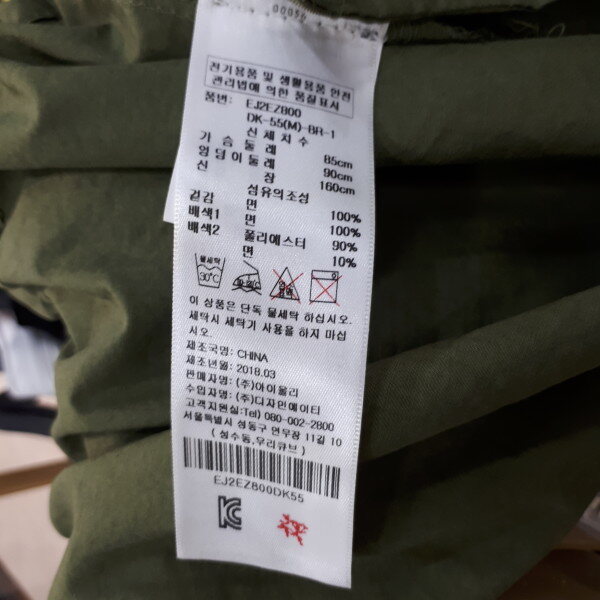 전기용품 및 생활용품 안전
관리법에 의한 품질표시
품번: EJ2EZ800
DK-55(M)-BR-1
신체치수
가슴둘레 85cm
엉덩이둘레 90cm
신장 160cm
섬유의조성
겉감 면 100%
배색1 면 100%
배색2 폴리에스터 90%
면 10%
물세탁
30℃
이 상품은 단독 물세탁 하십시오.
세탁시 세탁기 사용을 하지 마십
시오.
제조국명: CHINA
제조년월: 2018.03
판매자명: (주)아이올리
수입자명: (주)디자인에이티
고객지원실:Tel) 080-002-2800
서울특별시 성동구 연무장 11길 10
(성수동,우리큐브)
EJ2EZ800DK55